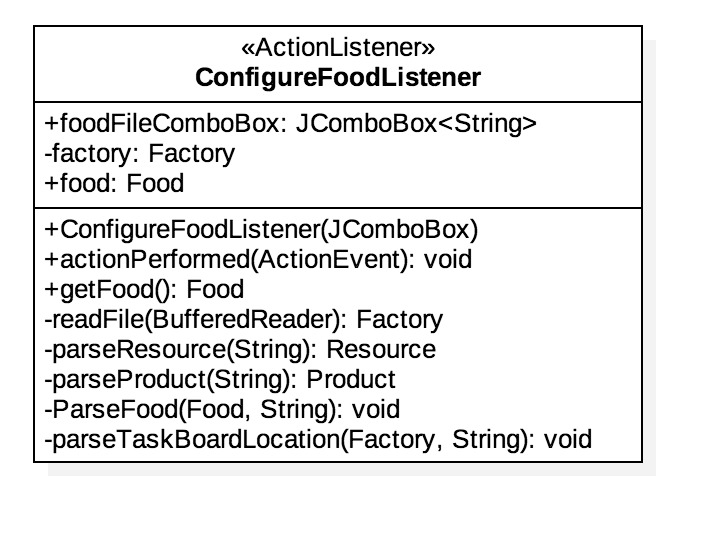 «ActionListener»
ConfigureFoodListener
+foodFileComboBox: JComboBox<String>
-factory: Factory
+food: Food
+ConfigureFoodListener(JComboBox)
+actionPerformed(ActionEvent): void
+getFood(): Food
-readFile(BufferedReader): Factory
-parseResource(String): Resource
-parseProduct(String): Product
-ParseFood(Food, String): void
-parseTaskBoardLocation(Factory, String): void